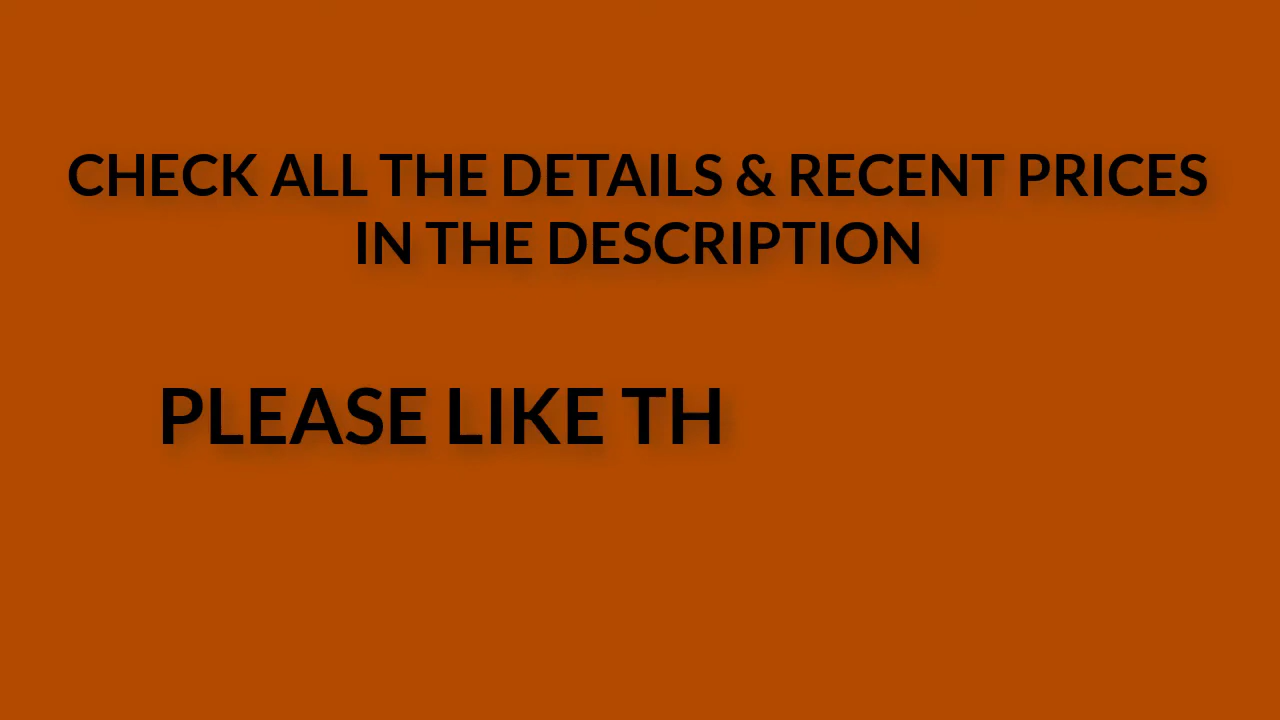 CHECK ALL THE DETAILS & RECENT PRICES
IN THE DESCRIPTION
PLEASE LIKE TH